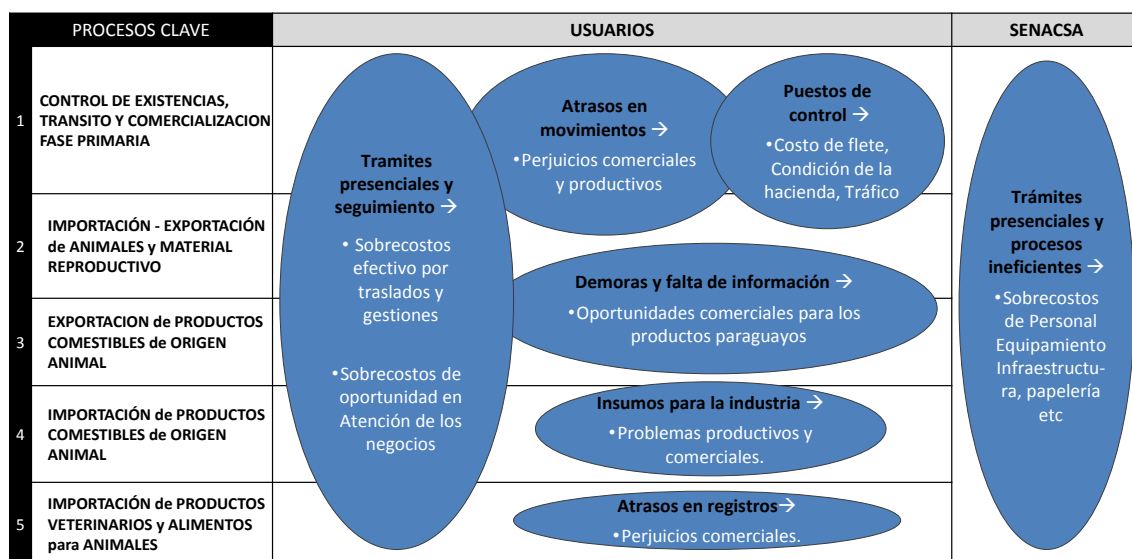 PROCESOS CLAVE
USUARIOS
SENACSA
1
CONTROL DE EXISTENCIAS,
TRANSITO Y COMERCIALIZACION
FASE PRIMARIA
2
IMPORTACIÓN - EXPORTACIÓN
de ANIMALES y MATERIAL
REPRODUCTIVO
3
EXPORTACION de PRODUCTOS
COMESTIBLES de ORIGEN
ANIMAL
4
IMPORTACIÓN de PRODUCTOS
COMESTIBLES de ORIGEN
ANIMAL
5
IMPORTACIÓN de PRODUCTOS
VETERINARIOS y ALIMENTOS
para ANIMALES
Tramites
presenciales y
seguimiento →
• Sobrecostos
efectivo por
traslados y
gestiones
•Sobrecostos de
oportunidad en
Atención de los
negocios
Atrasos en
movimientos →
•Perjuicios comerciales
y productivos
Puestos de
control →
•Costo de flete,
Condición de la
hacienda, Tráfico
Demoras y falta de información →
•Oportunidades comerciales para los
productos paraguayos
Insumos para la industria →
•Problemas productivos y
comerciales.
Atrasos en registros→
•Perjuicios comerciales.
Trámites
presenciales y
procesos
ineficientes →
•Sobrecostos
de Personal
Equipamiento
Infraestructu-
ra, papelería
etc